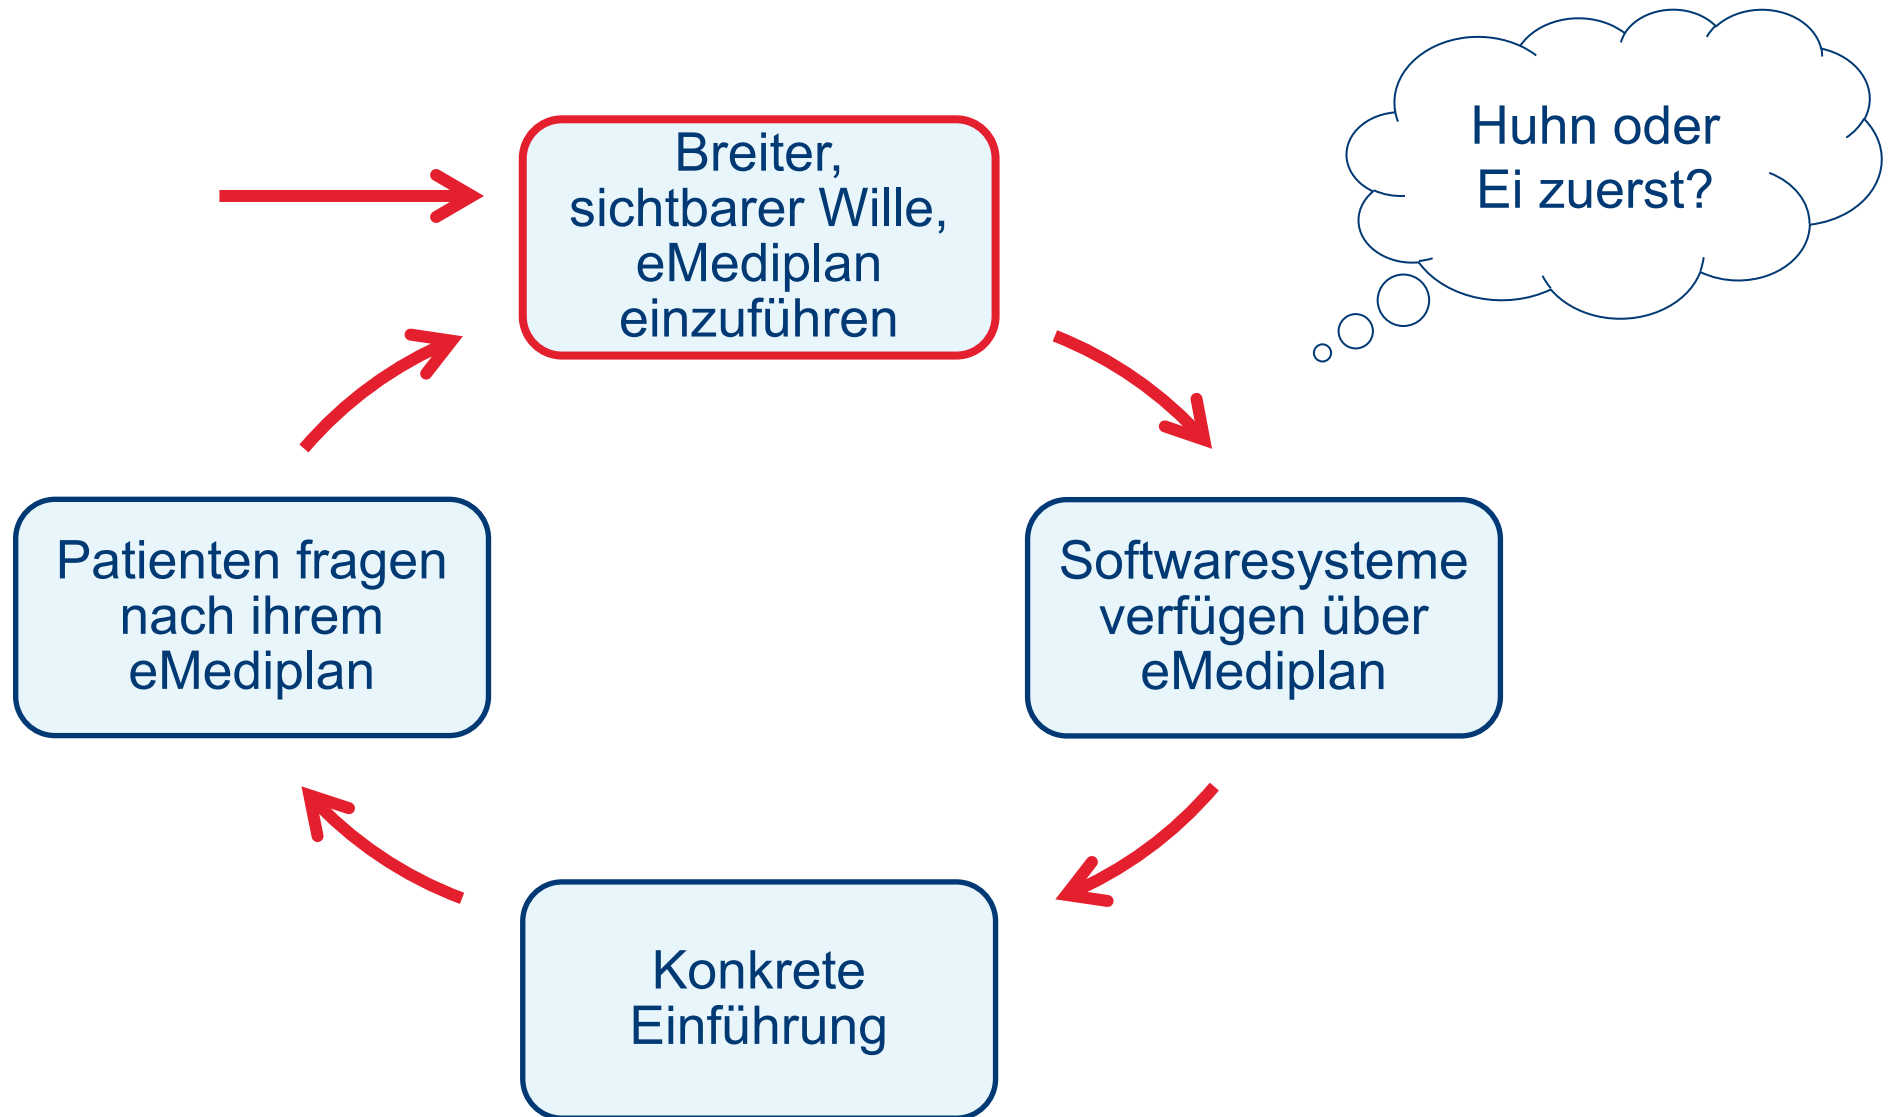 Breiter,
sichtbarer Wille,
eMediplan
einzuführen
Huhn oder
Ei zuerst?
Patienten fragen
nach ihrem
eMediplan
Softwaresysteme
verfügen über
eMediplan
Konkrete
Einführung